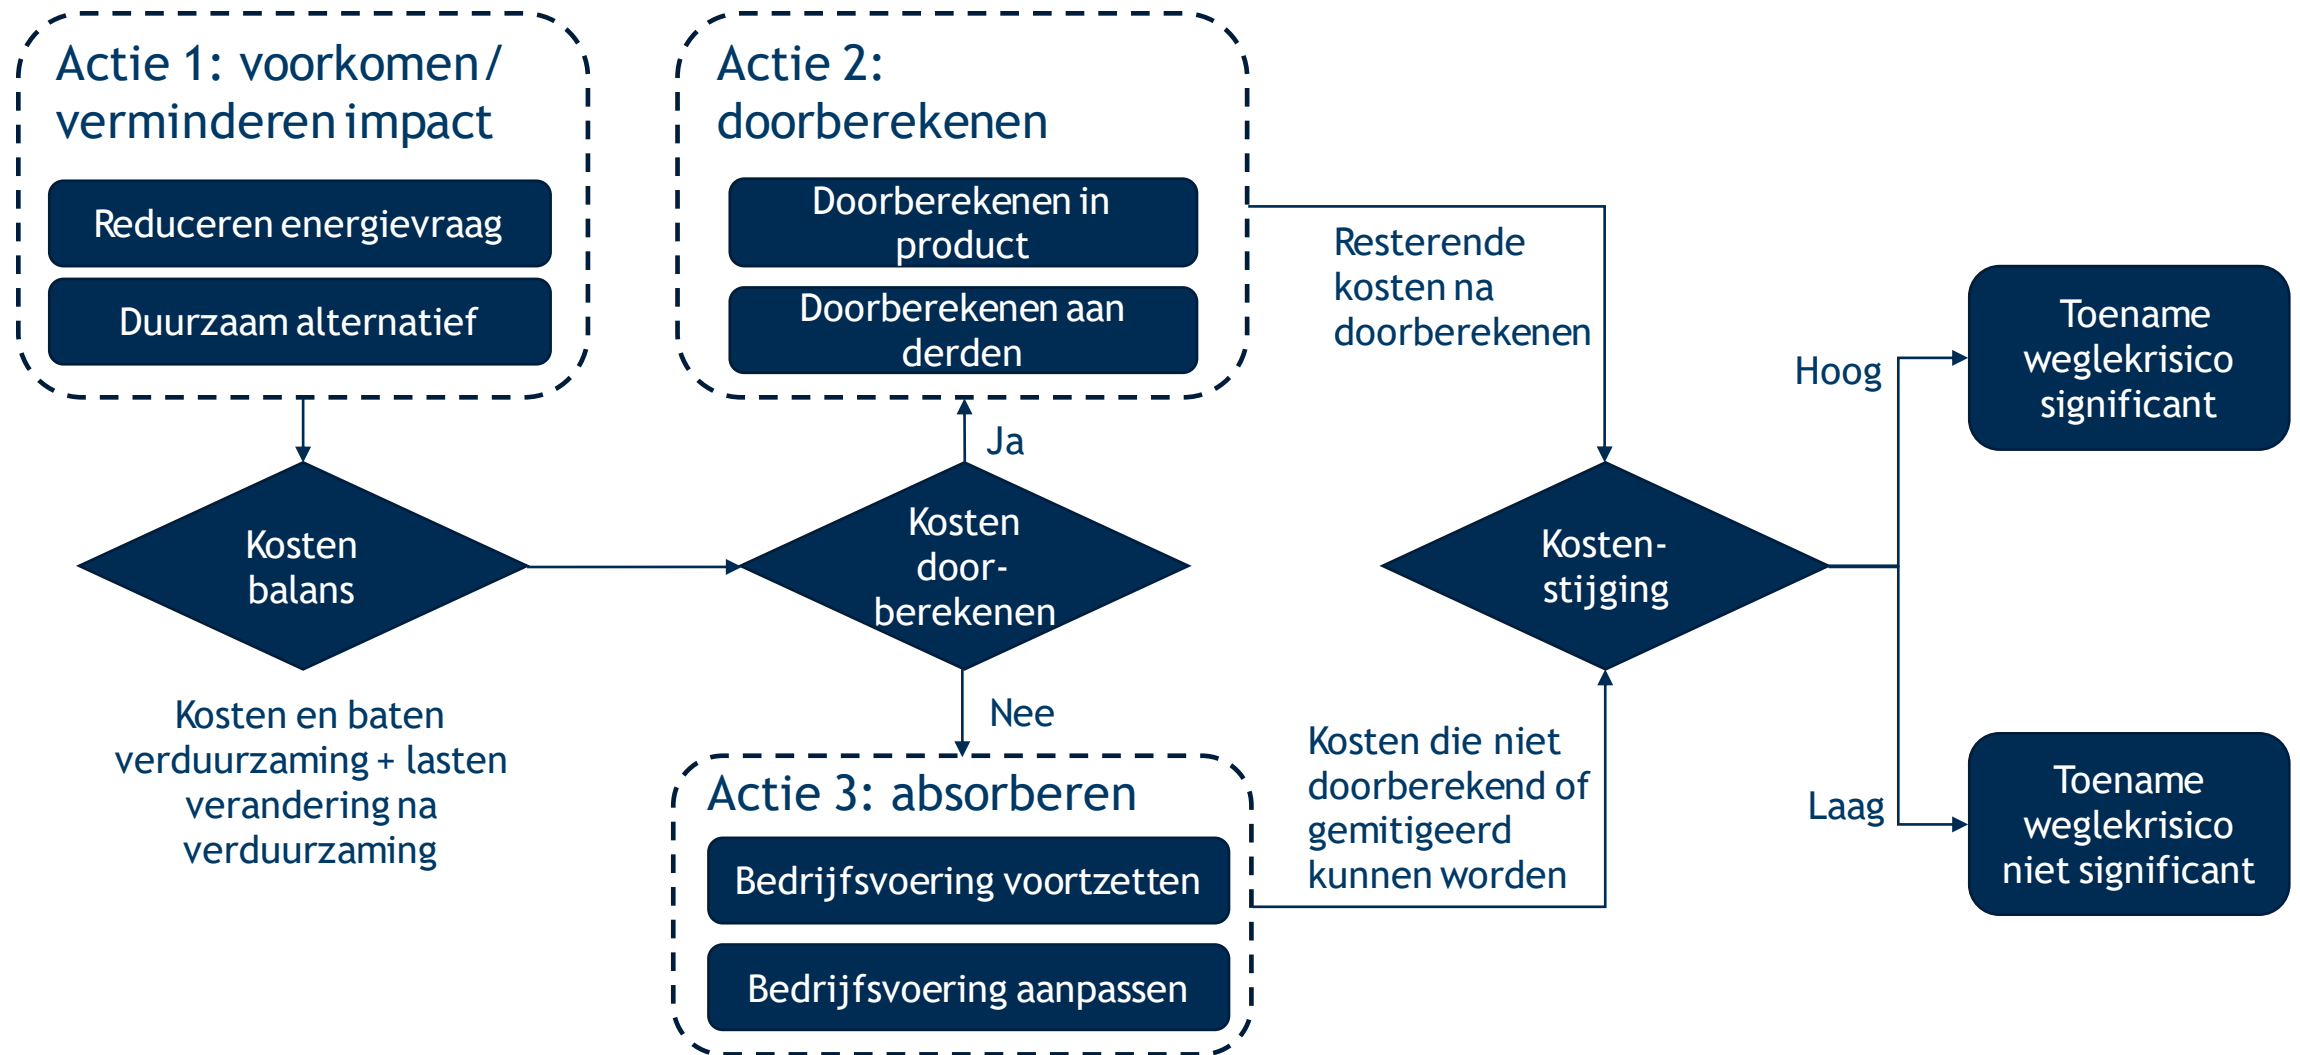 Actie 1: voorkomen/
verminderen impact
Reduceren energievraag
Duurzaam alternatief
Actie 2:
doorberekenen
Doorberekenen in
product
Doorberekenen aan
derden
Resterende
kosten na
doorberekenen
Hoog
Toename
weglekrisico
significant
Ja
Kosten
balans
Kosten
door-
berekenen
Kosten-
stijging
Kosten en baten
verduurzaming + lasten
verandering na
verduurzaming
Nee
Actie 3: absorberen
Bedrijfsvoering voortzetten
Bedrijfsvoering aanpassen
Kosten die niet
doorberekend of
gemitigeerd
kunnen worden
Laag
Toename
weglekrisico
niet significant